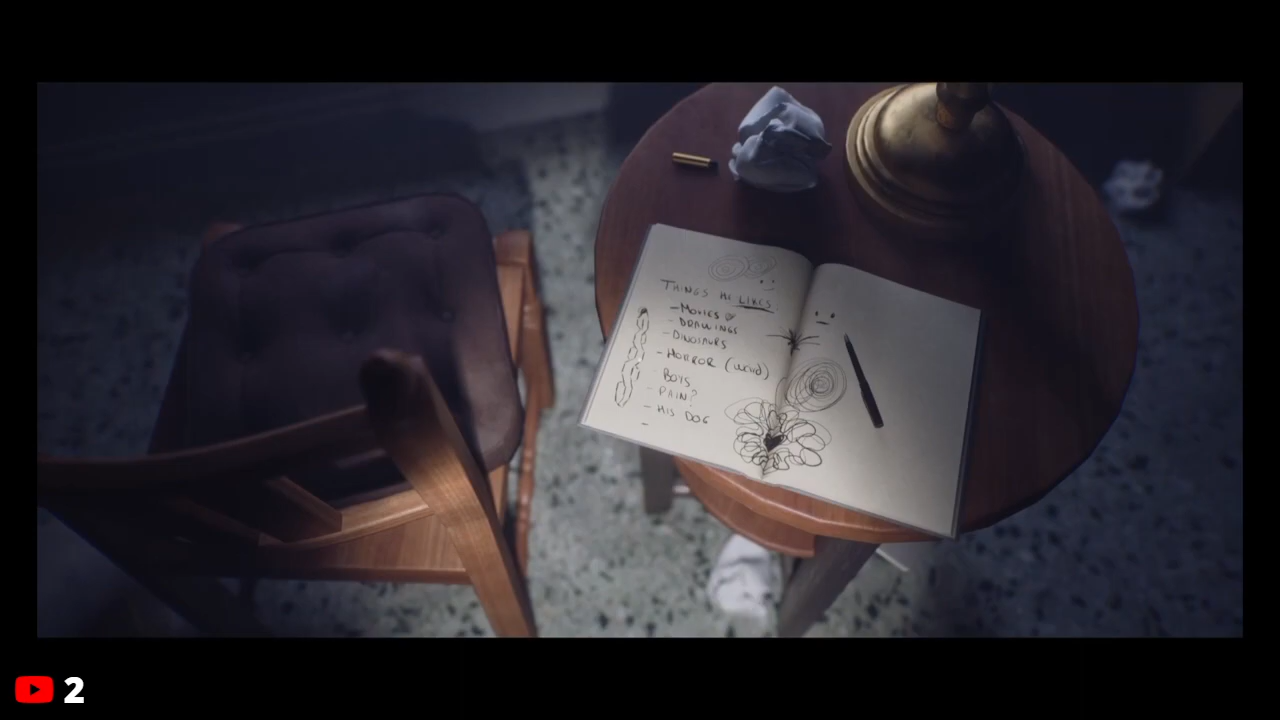 THINGS HE LIKES
- MOVIES
- DRAWINGS
- DINOSAURS
- HORROR (weird)
- BOYS
- PAIN?
- HIS DOG
-
2